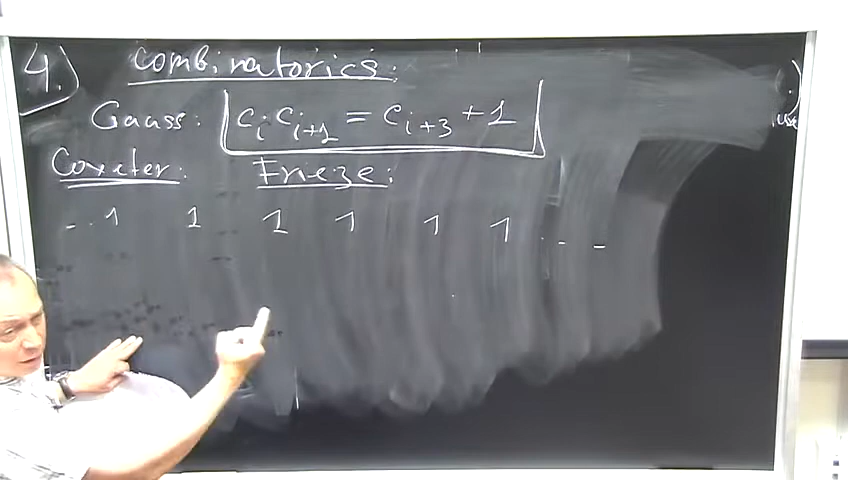 4.) Combinatorics:
Gauss: c_i c_{i+1} = c_{i+3} + 1
Coxeter: Frieze:
... 1 1 1 1 1 1 ...